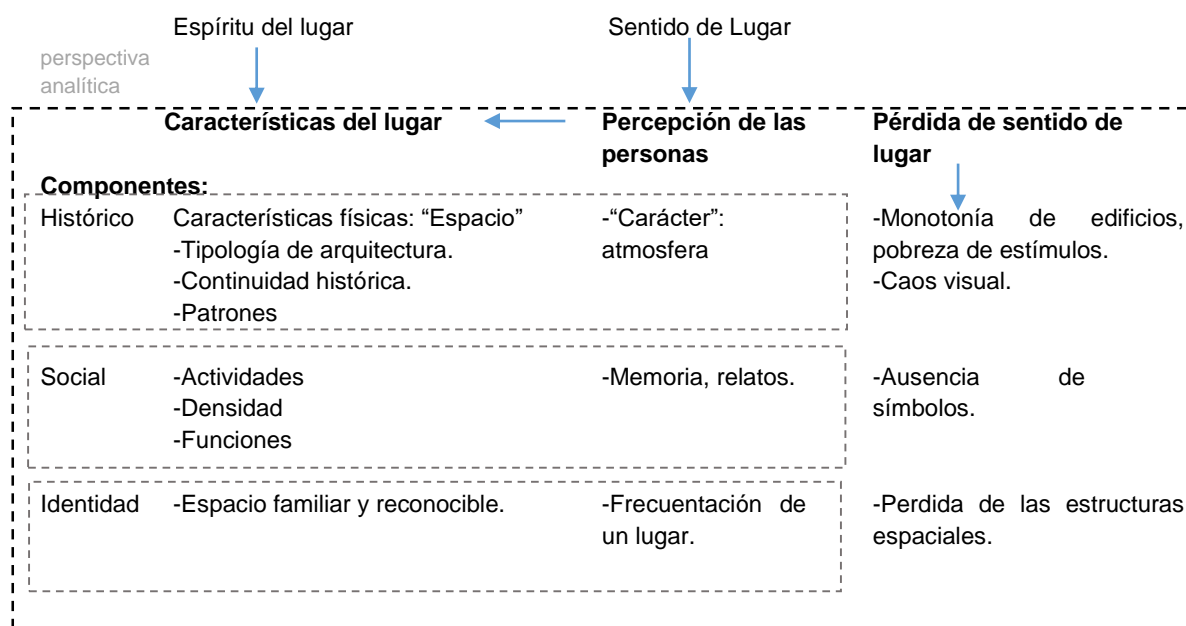 Espíritu del lugar
Sentido de Lugar
perspectiva
analítica
Características del lugar
Percepción de las
personas
Pérdida de sentido de
lugar
Componentes:
Histórico
Características físicas: “Espacio”
-Tipología de arquitectura.
-Continuidad histórica.
-Patrones
-“Carácter”:
atmosfera
-Monotonía de edificios,
pobreza de estímulos.
-Caos visual.
Social
-Actividades
-Densidad
-Funciones
-Memoria, relatos.
-Ausencia de
símbolos.
Identidad
-Espacio familiar y reconocible.
-Frecuentación de
un lugar.
-Perdida de las estructuras
espaciales.